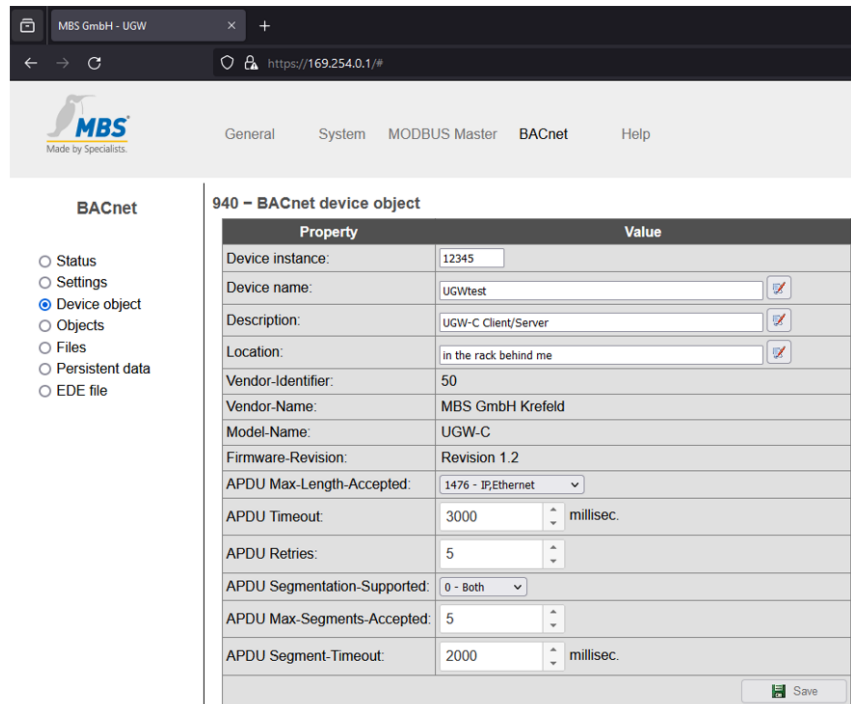 MBS GmbH - UGW
https://169.254.0.1/#
MBS
Made by Specialists.
General System MODBUS Master BACnet Help
BACnet
Status
Settings
Device object
Objects
Files
Persistent data
EDE file
940 – BACnet device object
Property Value
Device instance: 12345
Device name: UGWtest
Description: UGW-C Client/Server
Location: in the rack behind me
Vendor-Identifier: 50
Vendor-Name: MBS GmbH Krefeld
Model-Name: UGW-C
Firmware-Revision: Revision 1.2
APDU Max-Length-Accepted: 1476 - IP,Ethernet
APDU Timeout: 3000 millisec.
APDU Retries: 5
APDU Segmentation-Supported: 0 - Both
APDU Max-Segments-Accepted: 5
APDU Segment-Timeout: 2000 millisec.
Save